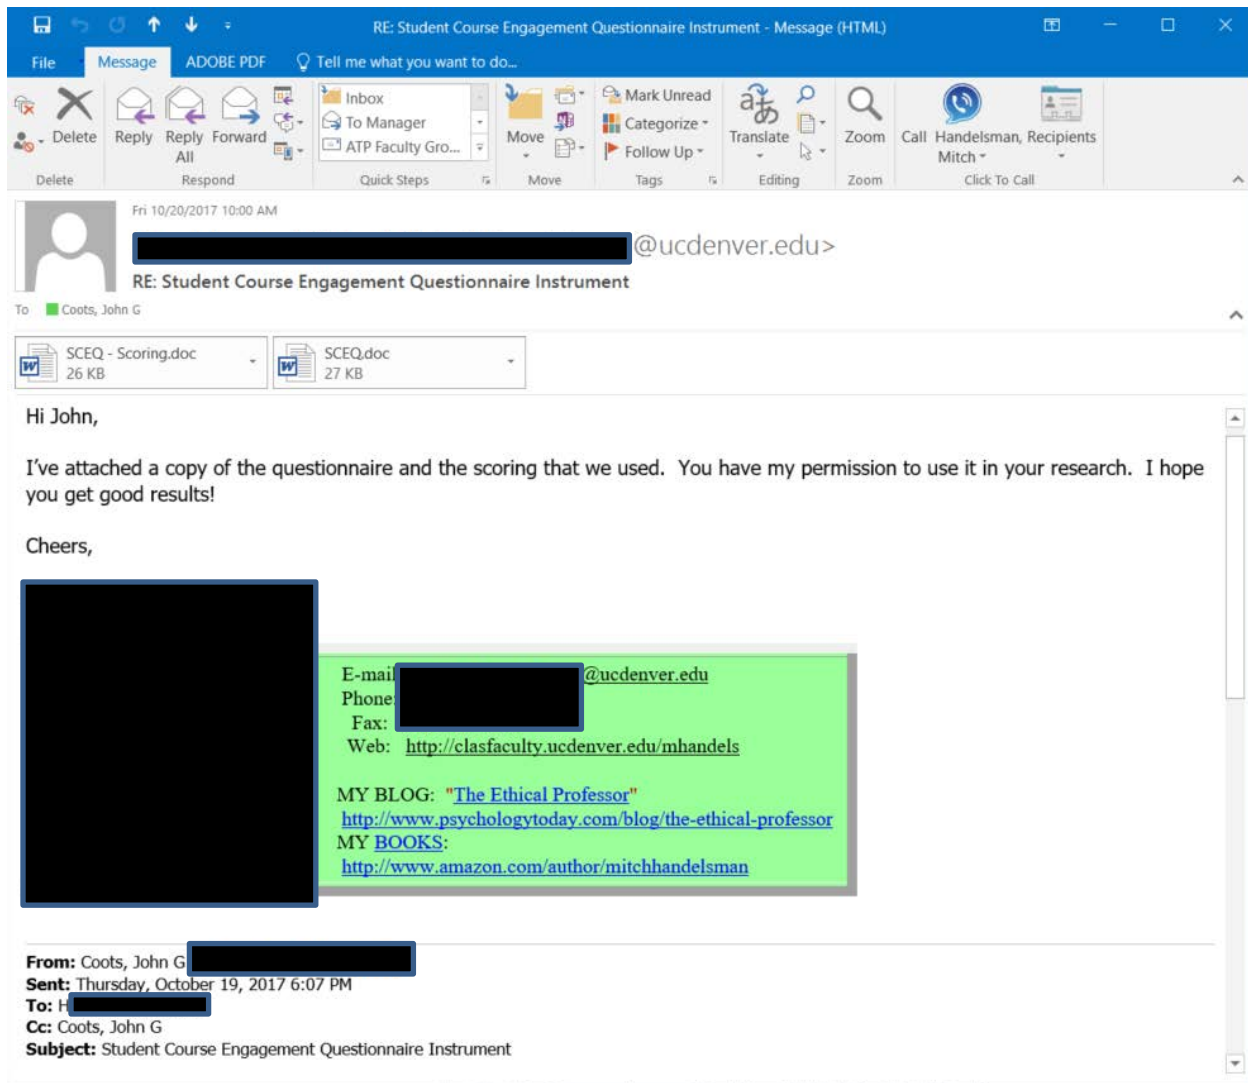 RE: Student Course Engagement Questionnaire Instrument - Message (HTML)
File Message ADOBE PDF Tell me what you want to do...
Delete
Reply
Reply All
Forward
Inbox
To Manager
ATP Faculty Gro...
Move
Mark Unread
Categorize
Follow Up
Translate
Zoom
Call Handelsman, Mitch
Recipients
Delete Respond Quick Steps Move Tags Editing Zoom Click To Call
Fri 10/20/2017 10:00 AM
@ucdenver.edu>
RE: Student Course Engagement Questionnaire Instrument
To Coots, John G
SCEQ - Scoring.doc
26 KB
SCEQ.doc
27 KB
Hi John,
I've attached a copy of the questionnaire and the scoring that we used. You have my permission to use it in your research. I hope
you get good results!
Cheers,
E-mail @ucdenver.edu
Phone:
Fax:
Web: http://clasfaculty.ucdenver.edu/mhandels
MY BLOG: "The Ethical Professor"
http://www.psychologytoday.com/blog/the-ethical-professor
MY BOOKS:
http://www.amazon.com/author/mitchhandelsman
From: Coots, John G
Sent: Thursday, October 19, 2017 6:07 PM
To: H
Cc: Coots, John G
Subject: Student Course Engagement Questionnaire Instrument